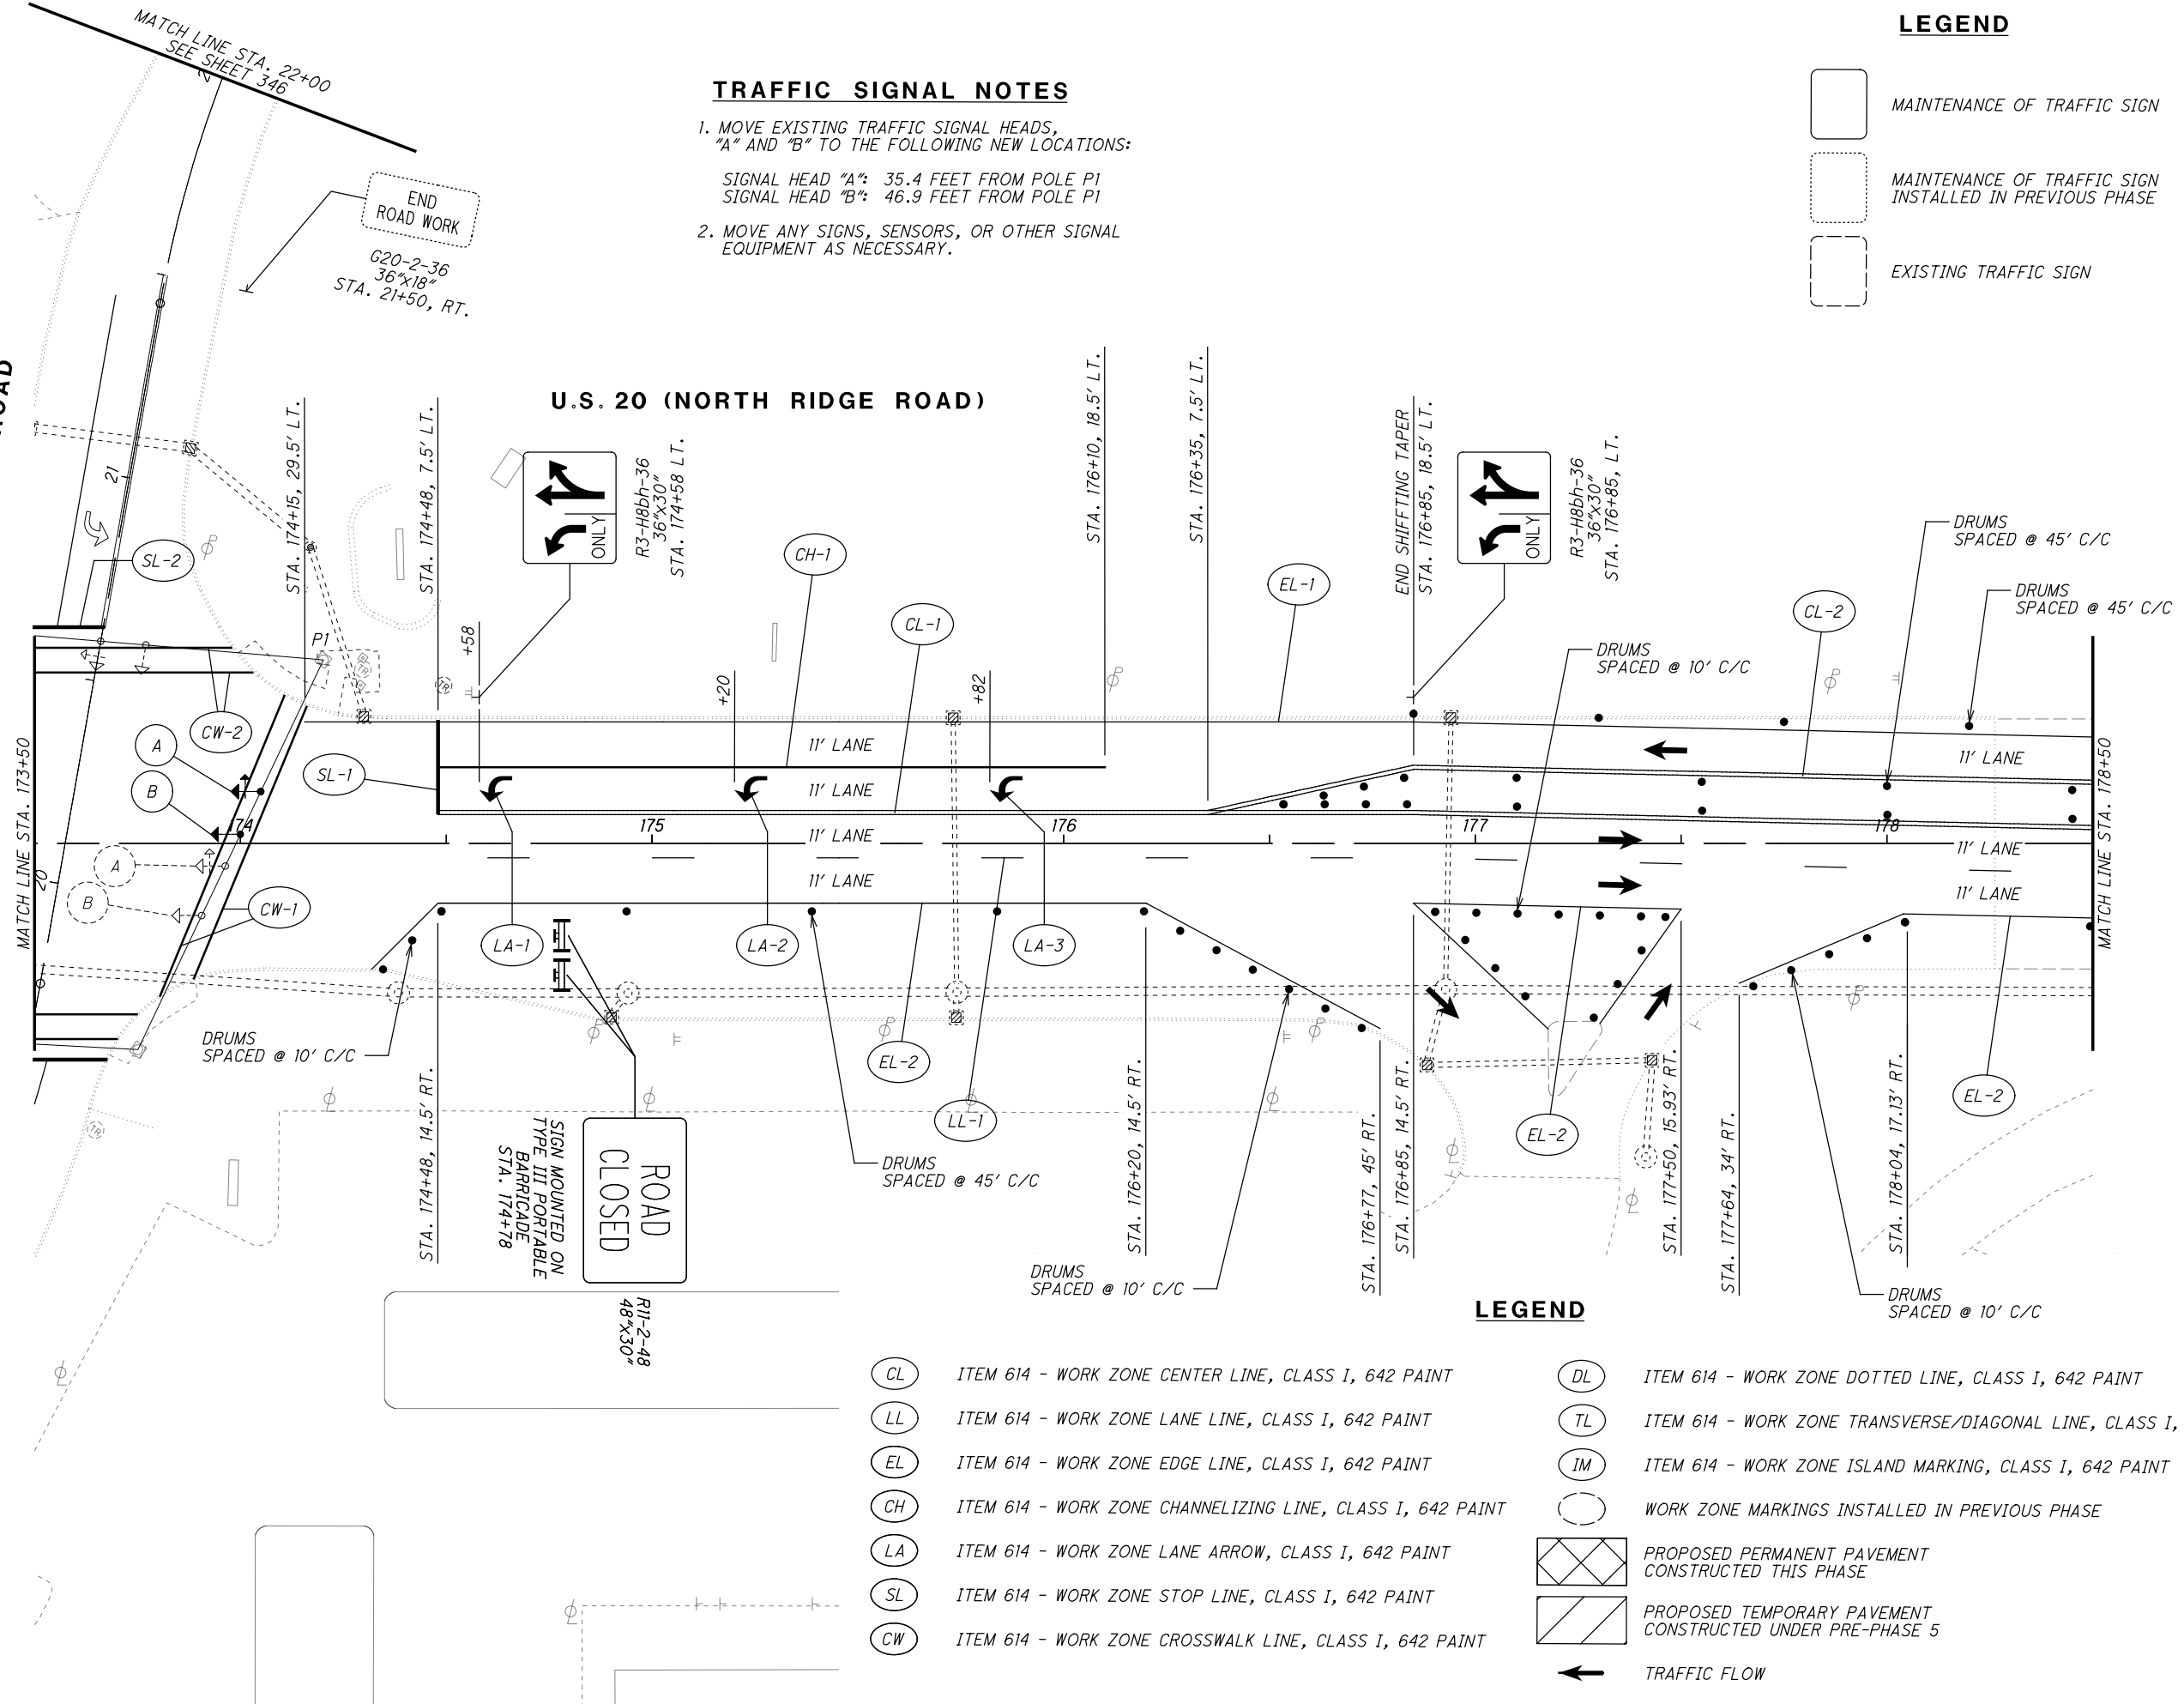 MATCH LINE STA. 22+00
SEE SHEET 346
2
END
ROAD WORK
G20-2-36
36"x18"
STA. 21+50, RT.
TRAFFIC SIGNAL NOTES
1. MOVE EXISTING TRAFFIC SIGNAL HEADS,
"A" AND "B" TO THE FOLLOWING NEW LOCATIONS:
SIGNAL HEAD "A": 35.4 FEET FROM POLE P1
SIGNAL HEAD "B": 46.9 FEET FROM POLE P1
2. MOVE ANY SIGNS, SENSORS, OR OTHER SIGNAL
EQUIPMENT AS NECESSARY.
LEGEND
MAINTENANCE OF TRAFFIC SIGN
MAINTENANCE OF TRAFFIC SIGN
INSTALLED IN PREVIOUS PHASE
EXISTING TRAFFIC SIGN
ROAD
U.S. 20 (NORTH RIDGE ROAD)
21
SL-2
STA. 174+15, 29.5' LT.
STA. 174+48, 7.5' LT.
ONLY
R3-H8bh-36
36"x30"
STA. 174+58 LT.
CH-1
CL-1
STA. 176+10, 18.5' LT.
STA. 176+35, 7.5' LT.
EL-1
END SHIFFTING TAPER
STA. 176+85, 18.5' LT.
ONLY
R3-H8bh-36
36"x30"
STA. 176+85, LT.
DRUMS
SPACED @ 45' C/C
DRUMS
SPACED @ 45' C/C
CL-2
DRUMS
SPACED @ 10' C/C
P1
TR
TR
+58
+20
+82
CW-2
A
B
SL-1
11' LANE
11' LANE
11' LANE
11' LANE
11' LANE
11' LANE
11' LANE
174
175
176
177
178
MATCH LINE STA. 173+50
MATCH LINE STA. 178+50
20
A
B
CW-1
LA-1
LA-2
LA-3
DRUMS
SPACED @ 10' C/C
EL-2
LL-1
EL-2
EL-2
TR
STA. 174+48, 14.5' RT.
SIGN MOUNTED ON
TYPE III PORTABLE
BARRICADE
STA. 174+78
ROAD
CLOSED
R11-2-48
48"x30"
DRUMS
SPACED @ 45' C/C
STA. 176+20, 14.5' RT.
DRUMS
SPACED @ 10' C/C
STA. 176+77, 45' RT.
STA. 176+85, 14.5' RT.
STA. 177+50, 15.93' RT.
STA. 177+64, 34' RT.
STA. 178+04, 17.13' RT.
DRUMS
SPACED @ 10' C/C
LEGEND
CL ITEM 614 - WORK ZONE CENTER LINE, CLASS I, 642 PAINT
LL ITEM 614 - WORK ZONE LANE LINE, CLASS I, 642 PAINT
EL ITEM 614 - WORK ZONE EDGE LINE, CLASS I, 642 PAINT
CH ITEM 614 - WORK ZONE CHANNELIZING LINE, CLASS I, 642 PAINT
LA ITEM 614 - WORK ZONE LANE ARROW, CLASS I, 642 PAINT
SL ITEM 614 - WORK ZONE STOP LINE, CLASS I, 642 PAINT
CW ITEM 614 - WORK ZONE CROSSWALK LINE, CLASS I, 642 PAINT
DL ITEM 614 - WORK ZONE DOTTED LINE, CLASS I, 642 PAINT
TL ITEM 614 - WORK ZONE TRANSVERSE/DIAGONAL LINE, CLASS I,
IM ITEM 614 - WORK ZONE ISLAND MARKING, CLASS I, 642 PAINT
WORK ZONE MARKINGS INSTALLED IN PREVIOUS PHASE
PROPOSED PERMANENT PAVEMENT
CONSTRUCTED THIS PHASE
PROPOSED TEMPORARY PAVEMENT
CONSTRUCTED UNDER PRE-PHASE 5
TRAFFIC FLOW